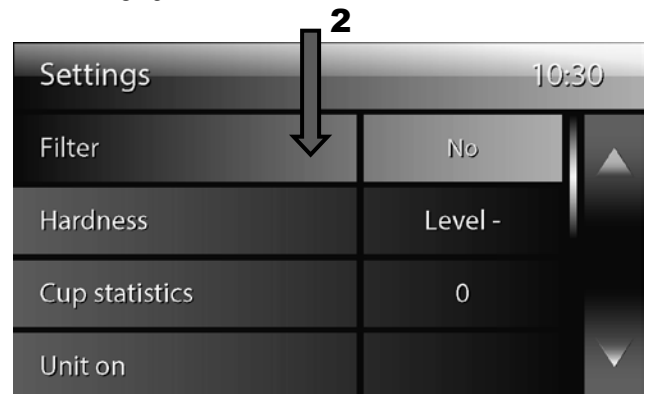 2
Settings 10:30
Filter No
Hardness Level -
Cup statistics 0
Unit on